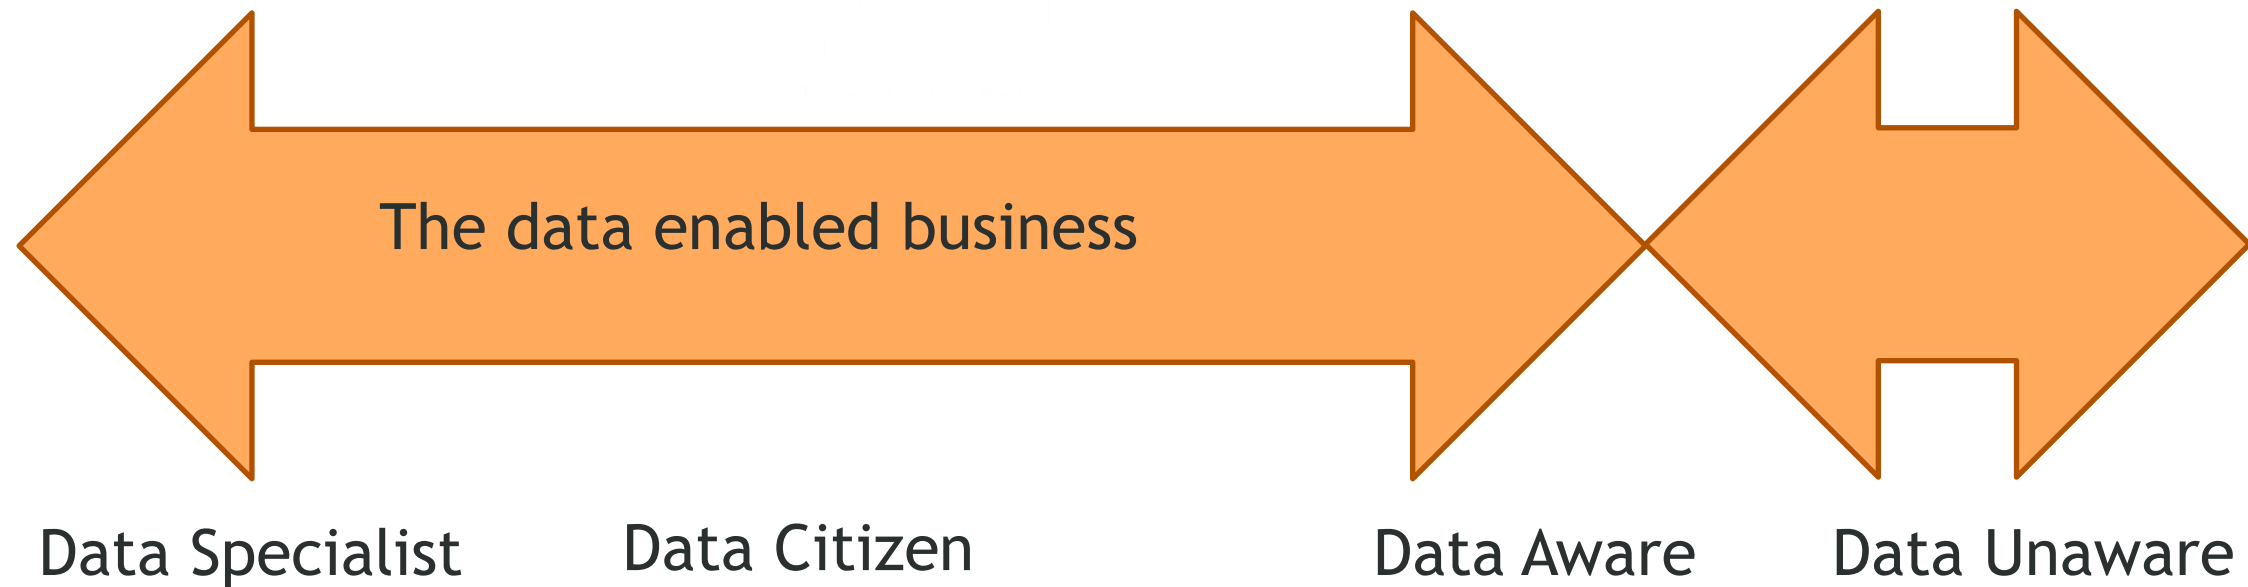 The data enabled business
Data Specialist
Data Citizen
Data Aware
Data Unaware